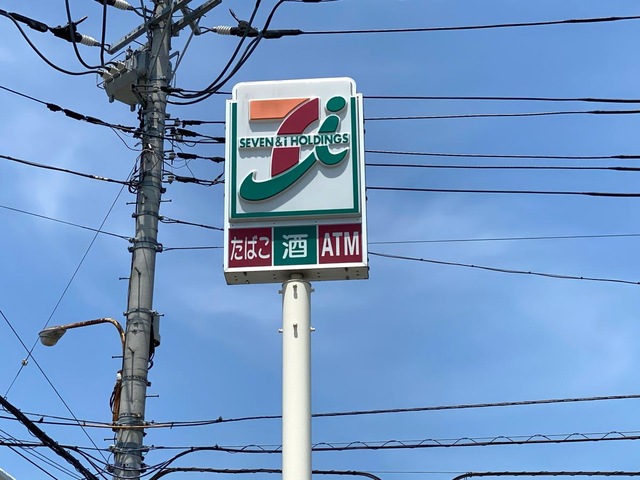 SEVEN&i HOLDINGS
たばこ 酒 ATM